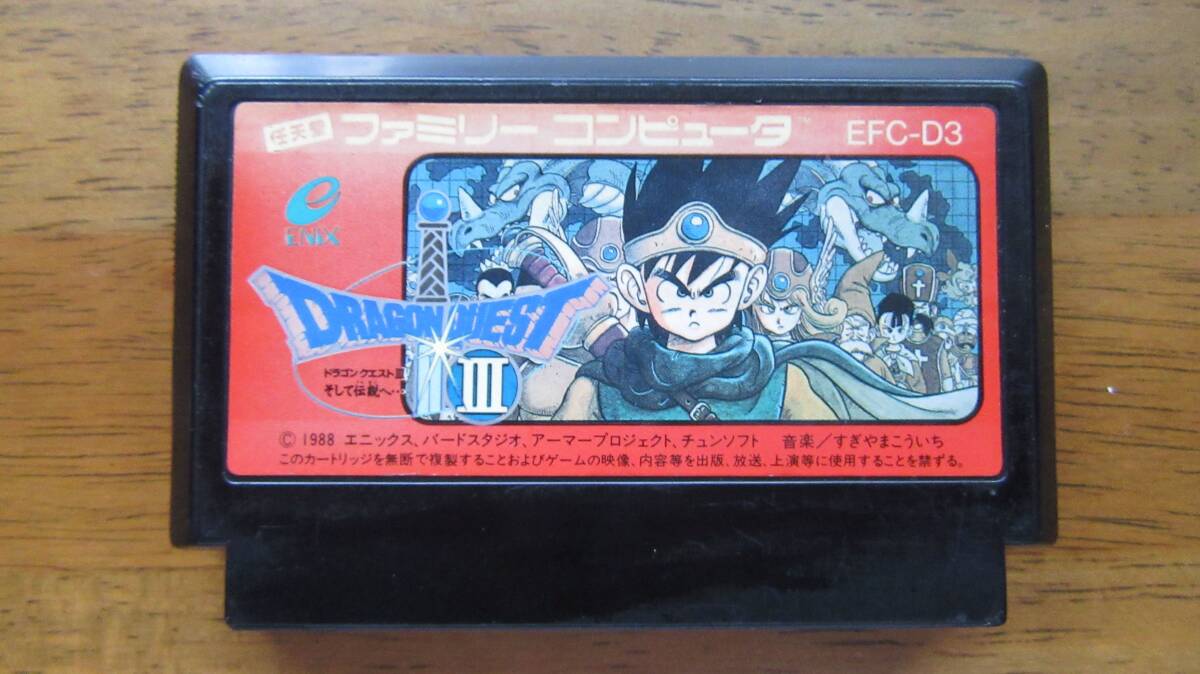 任天堂 ファミリー コンピュータ™ EFC-D3
ENIX
DRAGON QUEST
III
ドラゴンクエストIII
そして伝説へ…
© 1988 エニックス、バードスタジオ、アーマープロジェクト、チュンソフト 音楽／すぎやまこういち
このカートリッジを無断で複製することおよびゲームの映像、内容等を出版、放送、上演等に使用することを禁ずる。